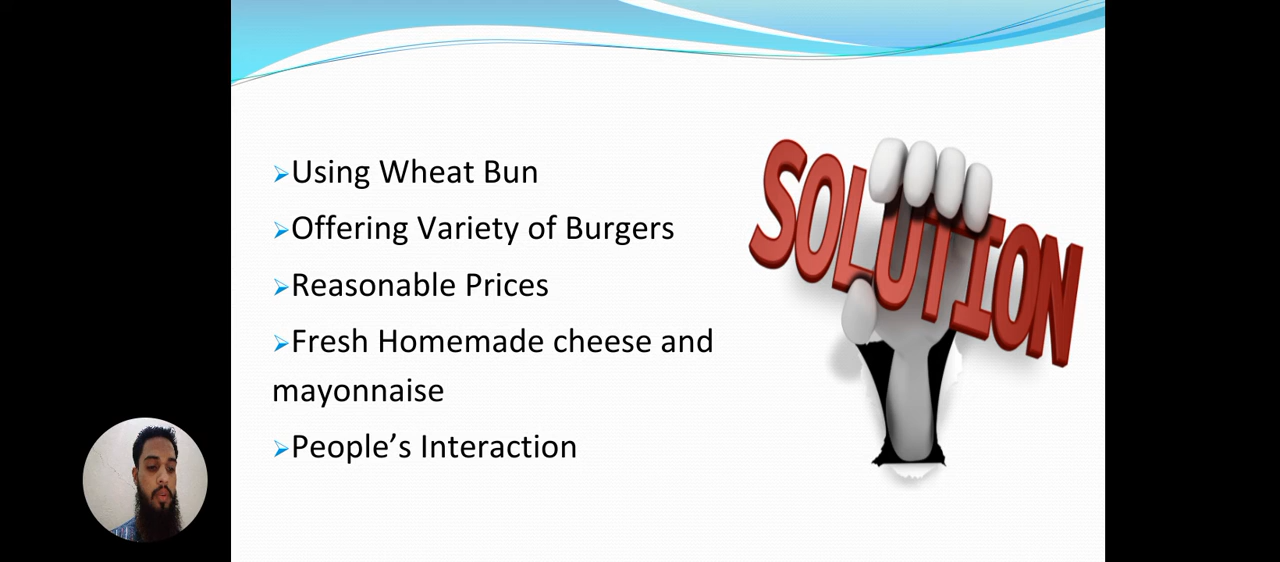 Using Wheat Bun
Offering Variety of Burgers
Reasonable Prices
Fresh Homemade cheese and
mayonnaise
People’s Interaction
SOLUTION